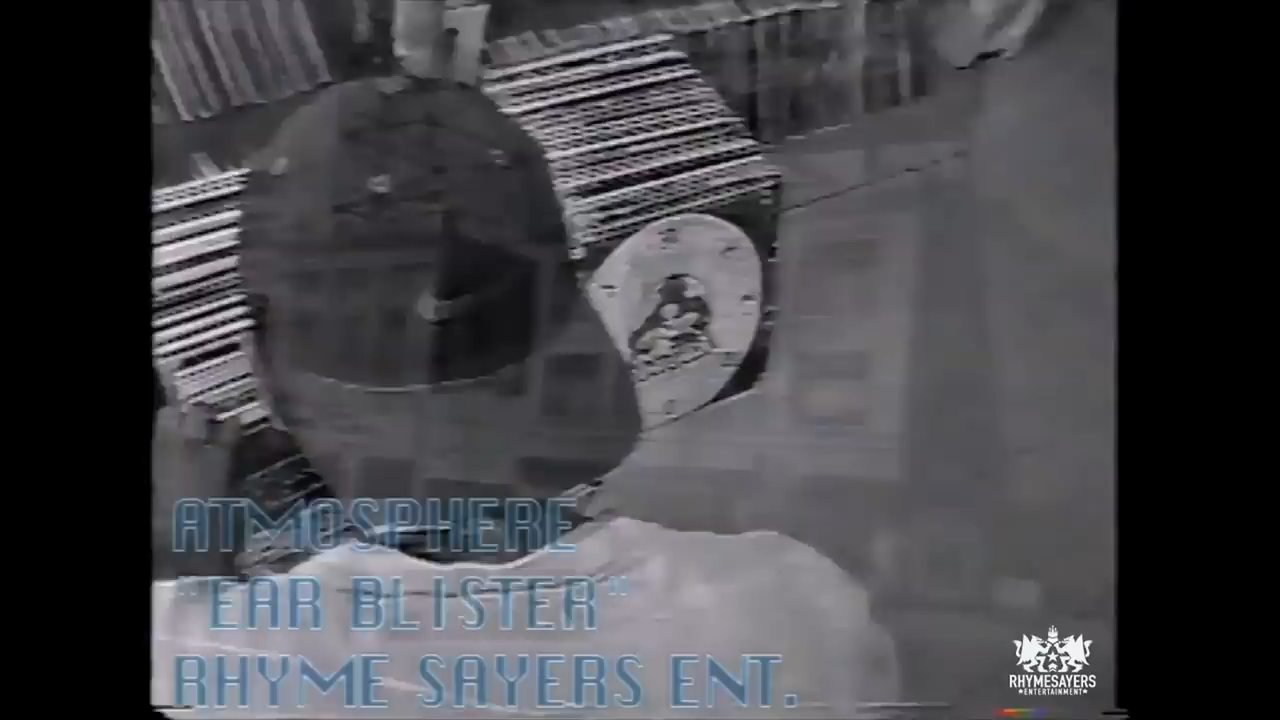 ATMOSPHERE
"EAR BLISTER"
RHYME SAYERS ENT.
RHYMESAYERS
ENTERTAINMENT